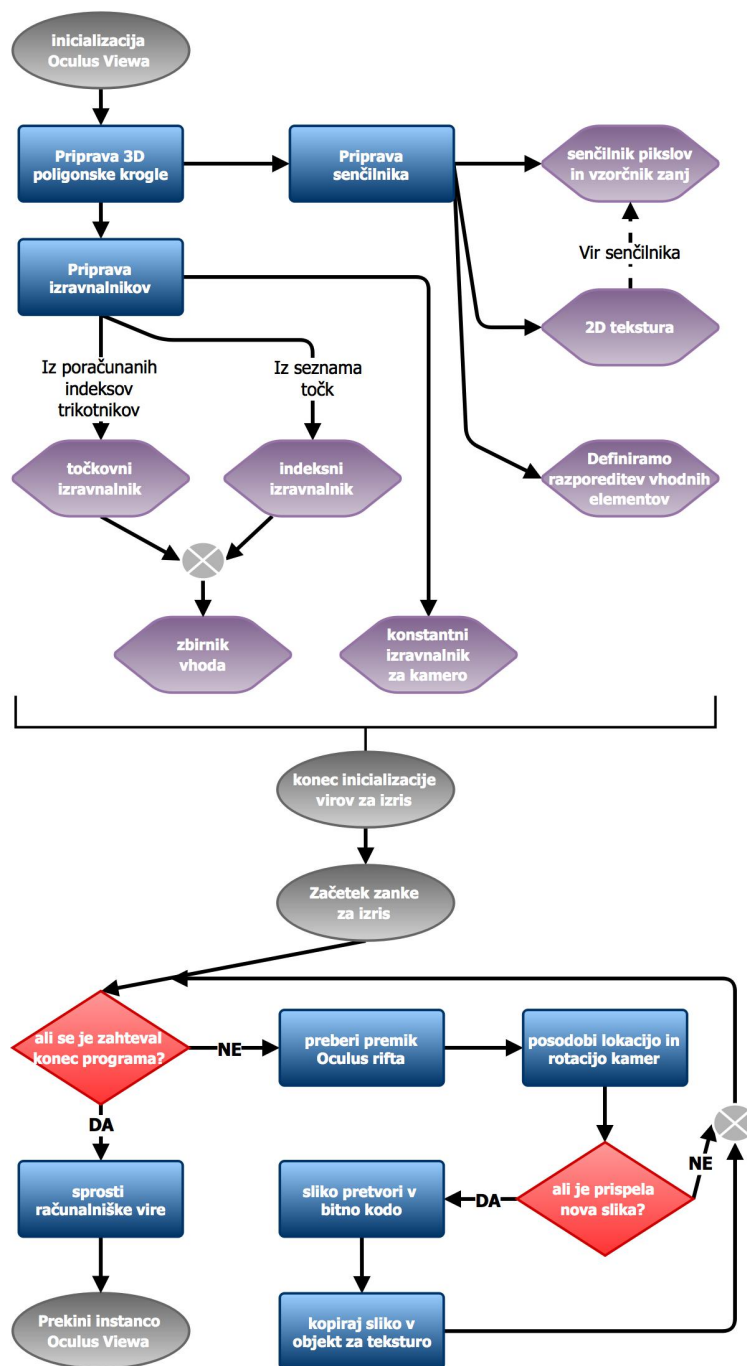 inicializacija
Oculus Viewa
Priprava 3D
poligonske krogle
Priprava
senčilnika
senčilnik pikslov
in vzorčnik zanj
Priprava
izravnalnikov
Vir senčilnika
2D tekstura
Iz poračunanih
indeksov
trikotnikov
Iz seznama
točk
točkovni
izravnalnik
indeksni
izravnalnik
Definiramo
razporeditev vhodnih
elementov
zbirnik
vhoda
konstantni
izravnalnik
za kamero
konec inicializacije
virov za izris
Začetek zanke
za izris
ali se je zahteval
konec programa?
NE
preberi premik
Oculus rifta
posodobi lokacijo in
rotacijo kamer
DA
NE
sprosti
računalniške vire
sliko pretvori v
bitno kodo
DA
ali je prispela
nova slika?
Prekini instanco
Oculus Viewa
kopiraj sliko v
objekt za teksturo